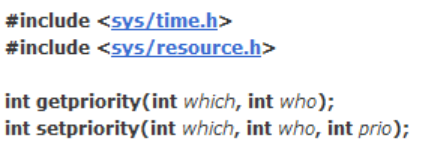 #include <sys/time.h>
#include <sys/resource.h>
int getpriority(int which, int who);
int setpriority(int which, int who, int prio);